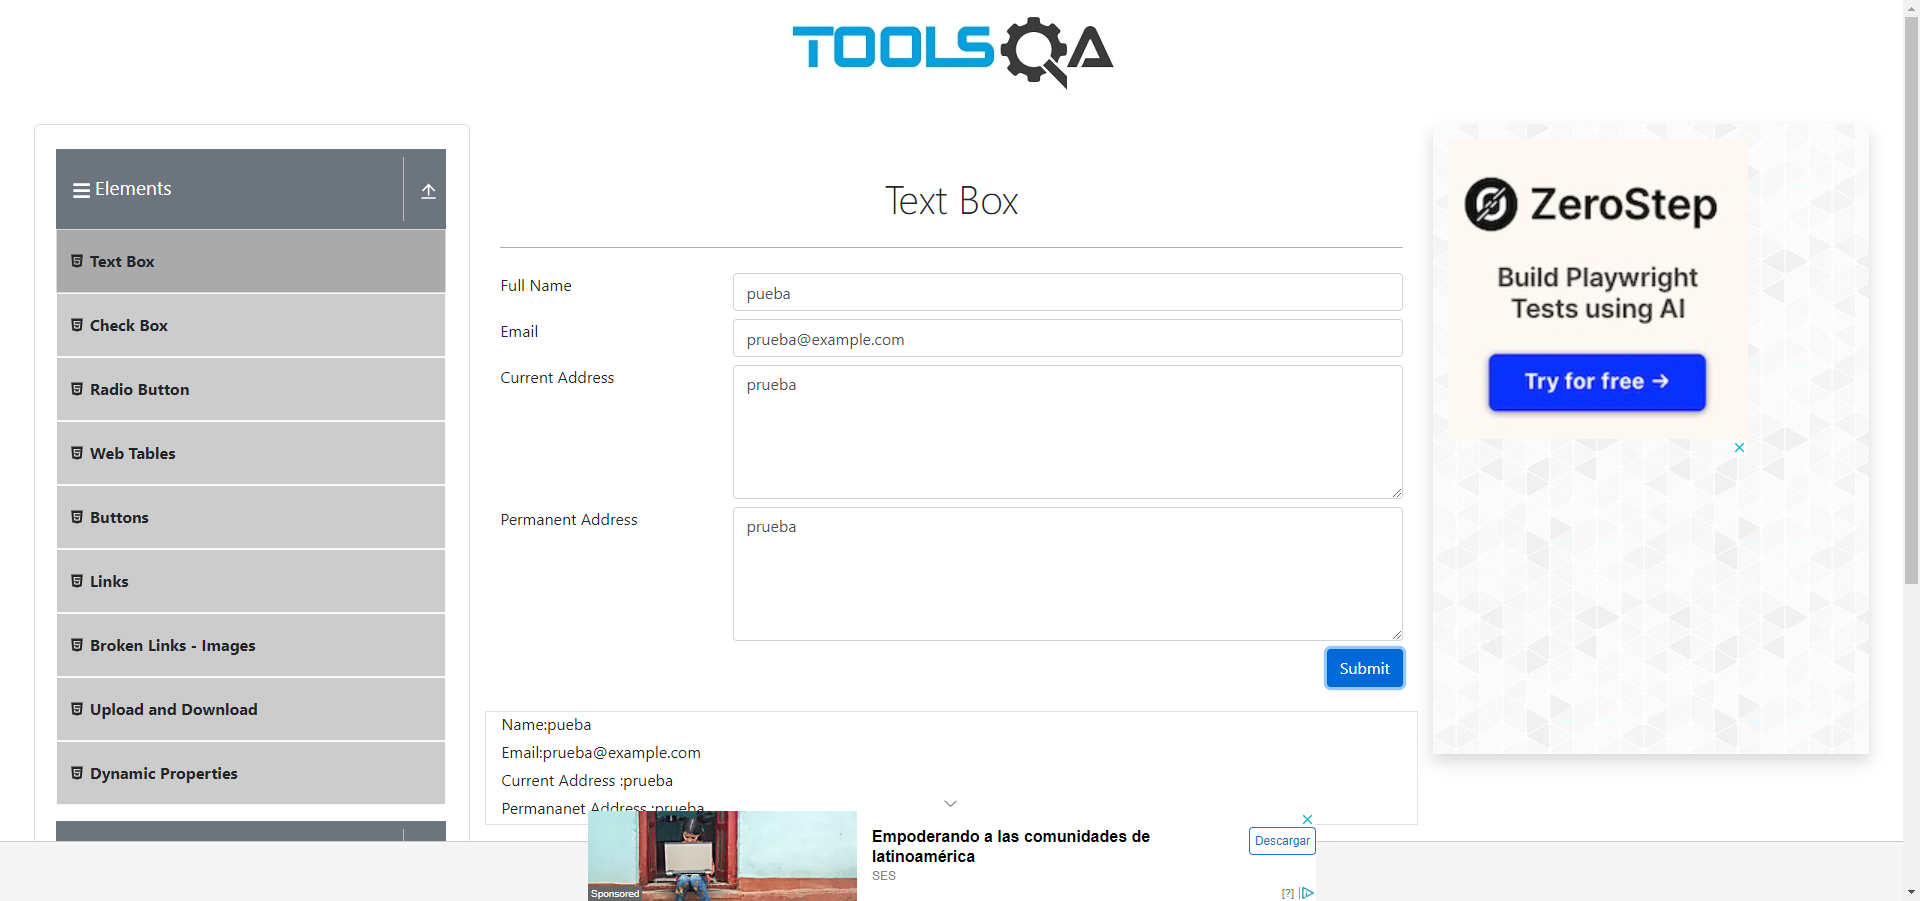 TOOLSQA
Elements
Text Box
Check Box
Radio Button
Web Tables
Buttons
Links
Broken Links - Images
Upload and Download
Dynamic Properties
Text Box
Full Name
pueba
Email
prueba@example.com
Current Address
prueba
Permanent Address
prueba
Submit
Name:pueba
Email:prueba@example.com
Current Address :prueba
Permananet Address :prueba
ZeroStep
Build Playwright
Tests using AI
Try for free →
Empoderando a las comunidades de
latinoamérica
SES
Descargar
Sponsored
[?]